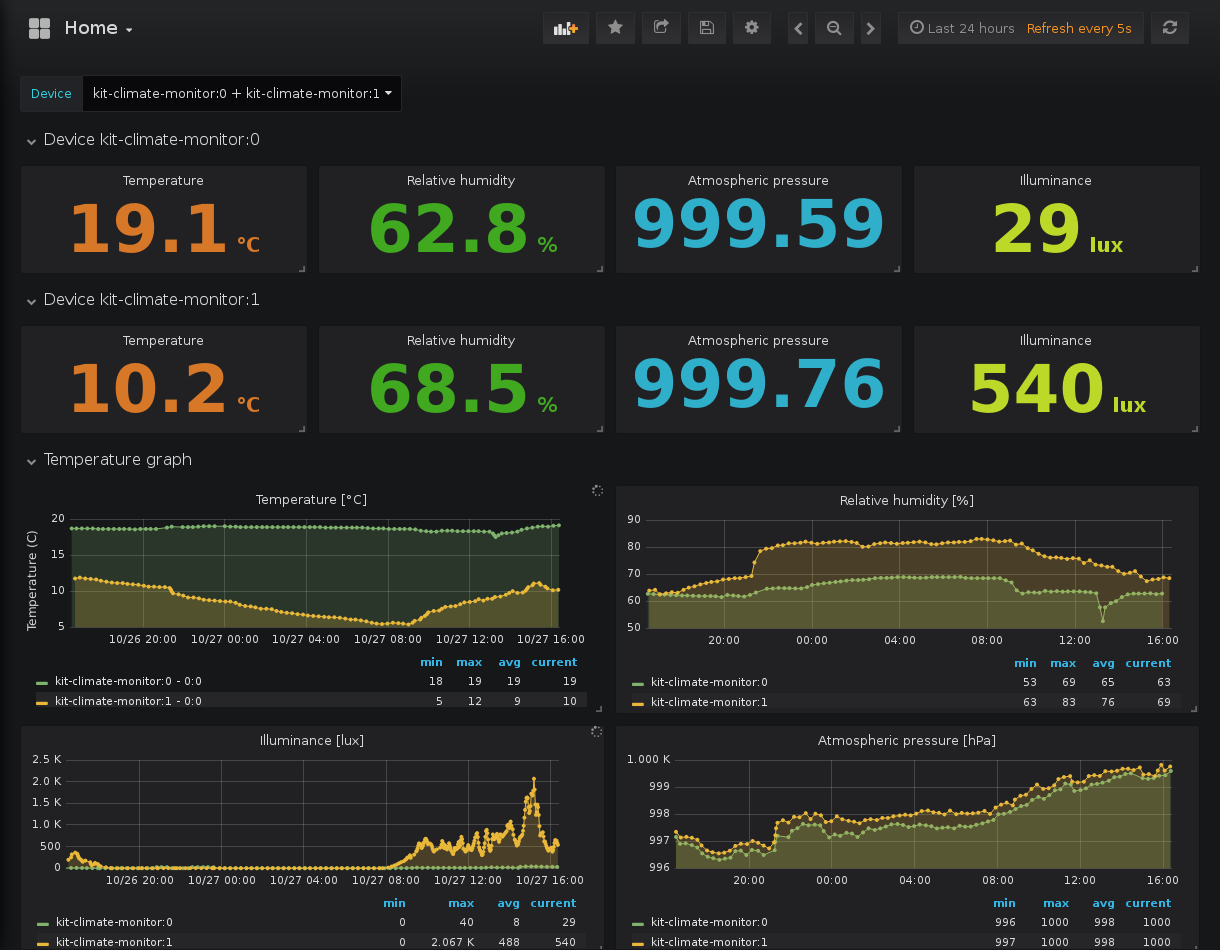 Home
Last 24 hours Refresh every 5s
Device kit-climate-monitor:0 + kit-climate-monitor:1
Device kit-climate-monitor:0
Temperature Relative humidity Atmospheric pressure Illuminance
19.1 °C 62.8 % 999.59 29 lux
Device kit-climate-monitor:1
Temperature Relative humidity Atmospheric pressure Illuminance
10.2 °C 68.5 % 999.76 540 lux
Temperature graph
Temperature [°C]
Temperature (C)
20
15
10
5
10/26 20:00 10/27 00:00 10/27 04:00 10/27 08:00 10/27 12:00 10/27 16:00
min max avg current
kit-climate-monitor:0 - 0:0 18 19 19 19
kit-climate-monitor:1 - 0:0 5 12 9 10
Relative humidity [%]
90
80
70
60
50
20:00 00:00 04:00 08:00 12:00 16:00
min max avg current
kit-climate-monitor:0 53 69 65 63
kit-climate-monitor:1 63 83 76 69
Illuminance [lux]
2.5 K
2.0 K
1.5 K
1.0 K
500
0
10/26 20:00 10/27 00:00 10/27 04:00 10/27 08:00 10/27 12:00 10/27 16:00
min max avg current
kit-climate-monitor:0 0 40 8 29
kit-climate-monitor:1 0 2.067 K 488 540
Atmospheric pressure [hPa]
1.000 K
999
998
997
996
20:00 00:00 04:00 08:00 12:00 16:00
min max avg current
kit-climate-monitor:0 996 1000 998 1000
kit-climate-monitor:1 997 1000 998 1000